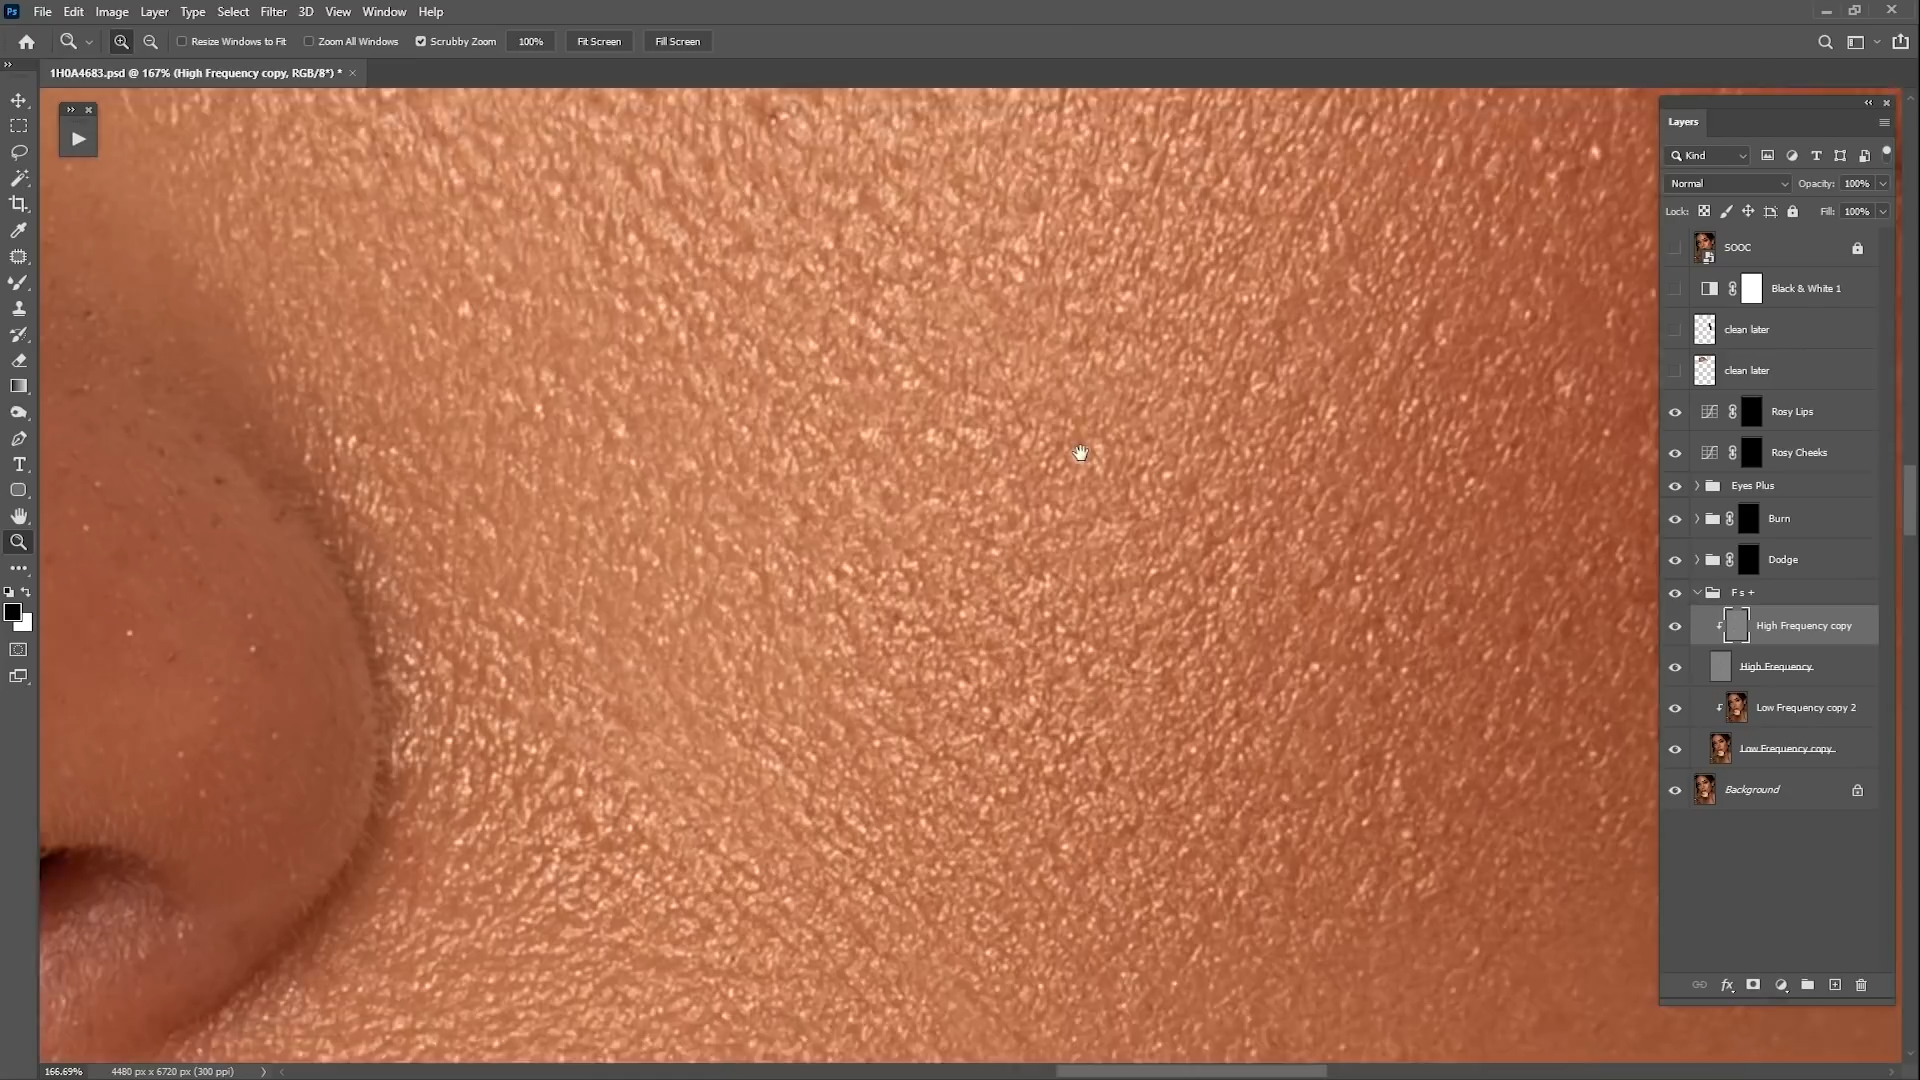 Ps File Edit Image Layer Type Select Filter 3D View Window Help
Resize Windows to Fit Zoom All Windows Scrubby Zoom 100% Fit Screen Fill Screen
1H0A4683.psd @ 167% (High Frequency copy, RGB/8*) *
Layers
Kind
Normal Opacity: 100%
Lock: Fill: 100%
SOOC
Black & White 1
clean later
clean later
Rosy Lips
Rosy Cheeks
Eyes Plus
Burn
Dodge
F s +
High Frequency copy
High Frequency
Low Frequency copy 2
Low Frequency copy
Background
166.69% 4480 px x 6720 px (300 ppi)